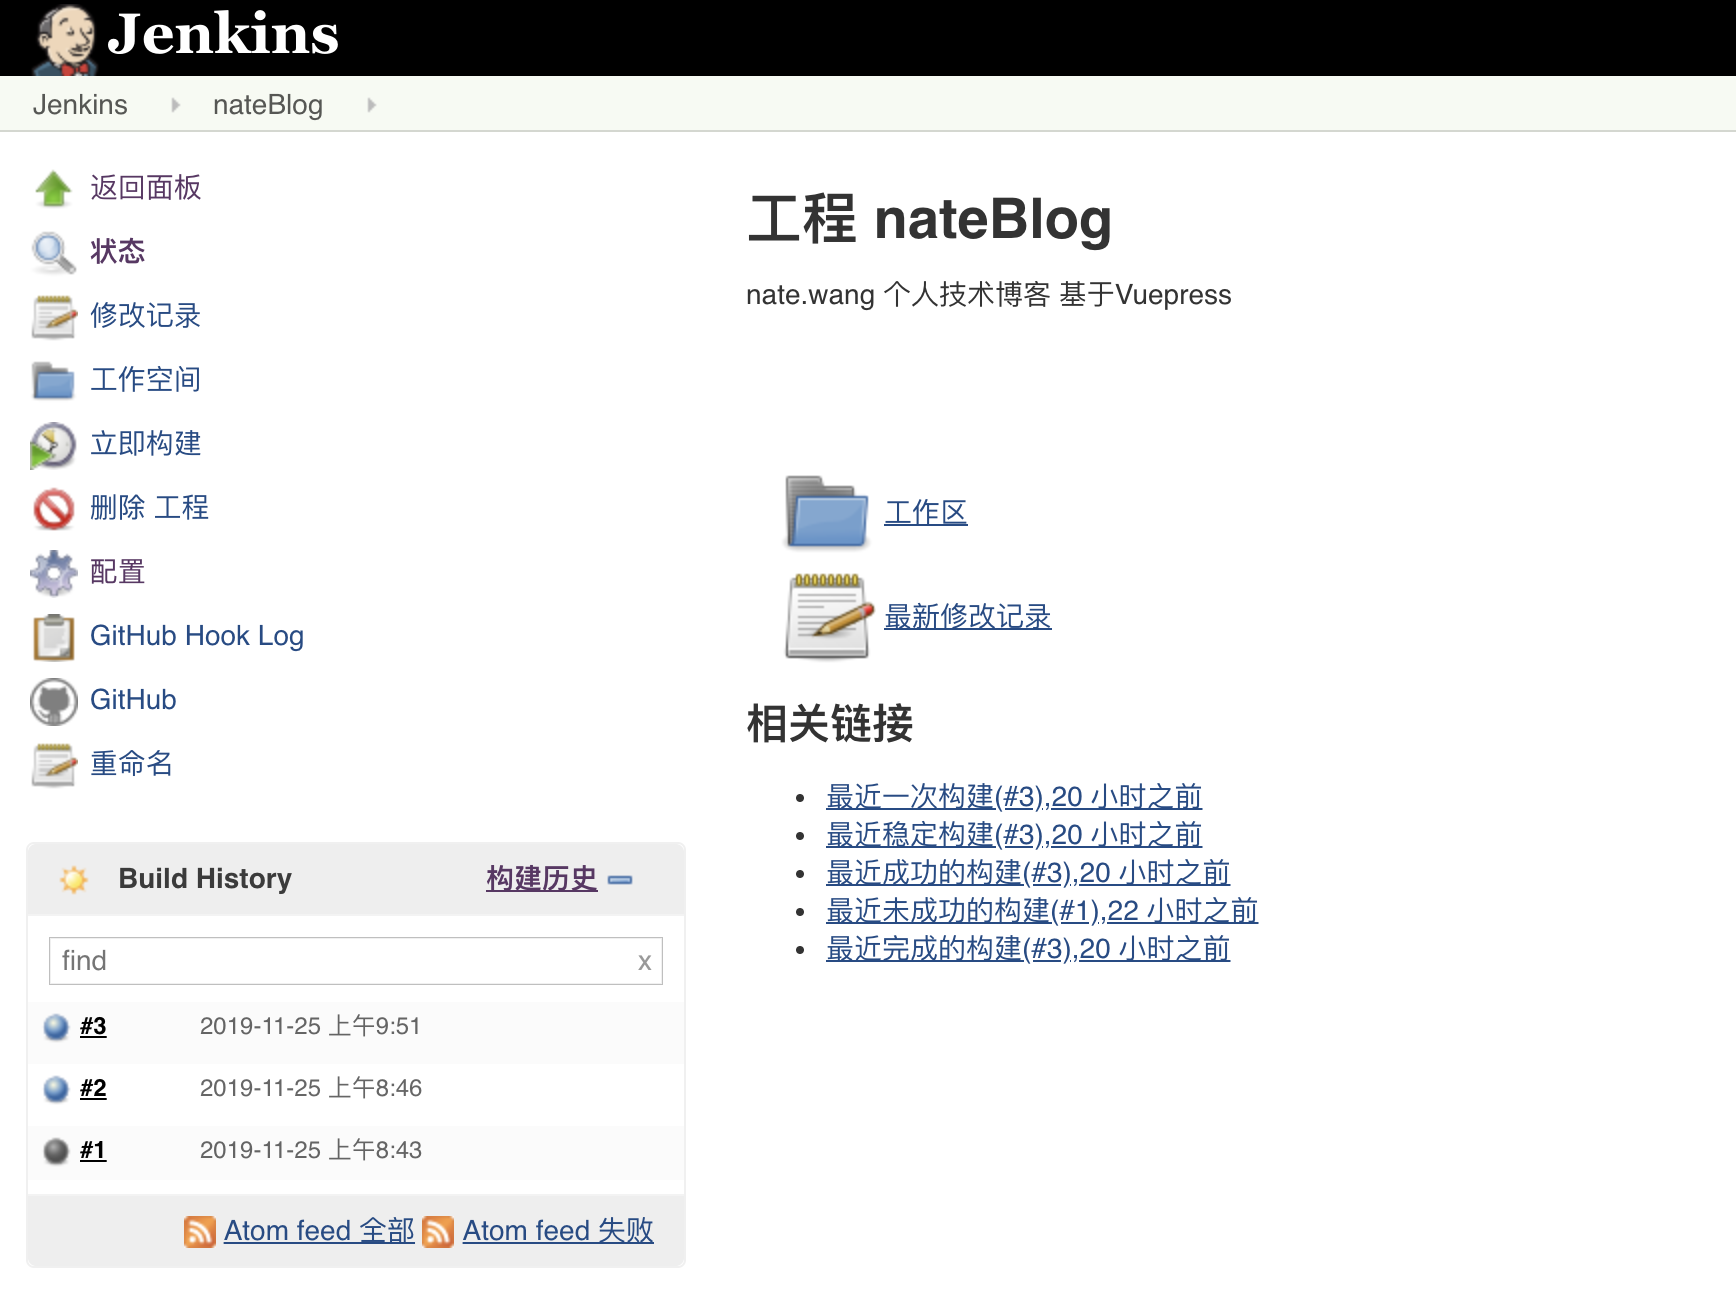 Jenkins
Jenkins nateBlog
返回面板
状态
修改记录
工作空间
立即构建
删除 工程
配置
GitHub Hook Log
GitHub
重命名
Build History 构建历史
find x
#3 2019-11-25 上午9:51
#2 2019-11-25 上午8:46
#1 2019-11-25 上午8:43
Atom feed 全部 Atom feed 失败
工程 nateBlog
nate.wang 个人技术博客 基于Vuepress
工作区
最新修改记录
相关链接
最近一次构建(#3),20 小时之前
最近稳定构建(#3),20 小时之前
最近成功的构建(#3),20 小时之前
最近未成功的构建(#1),22 小时之前
最近完成的构建(#3),20 小时之前